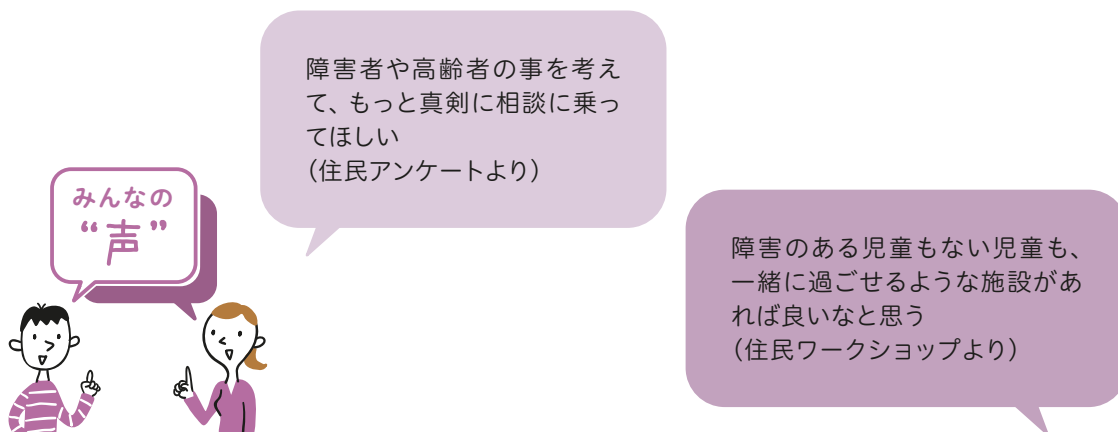 障害者や高齢者の事を考え
て、もっと真剣に相談に乗っ
てほしい
（住民アンケートより）
みんなの
“声”
障害のある児童もない児童も、
一緒に過ごせるような施設があ
れば良いなと思う
（住民ワークショップより）